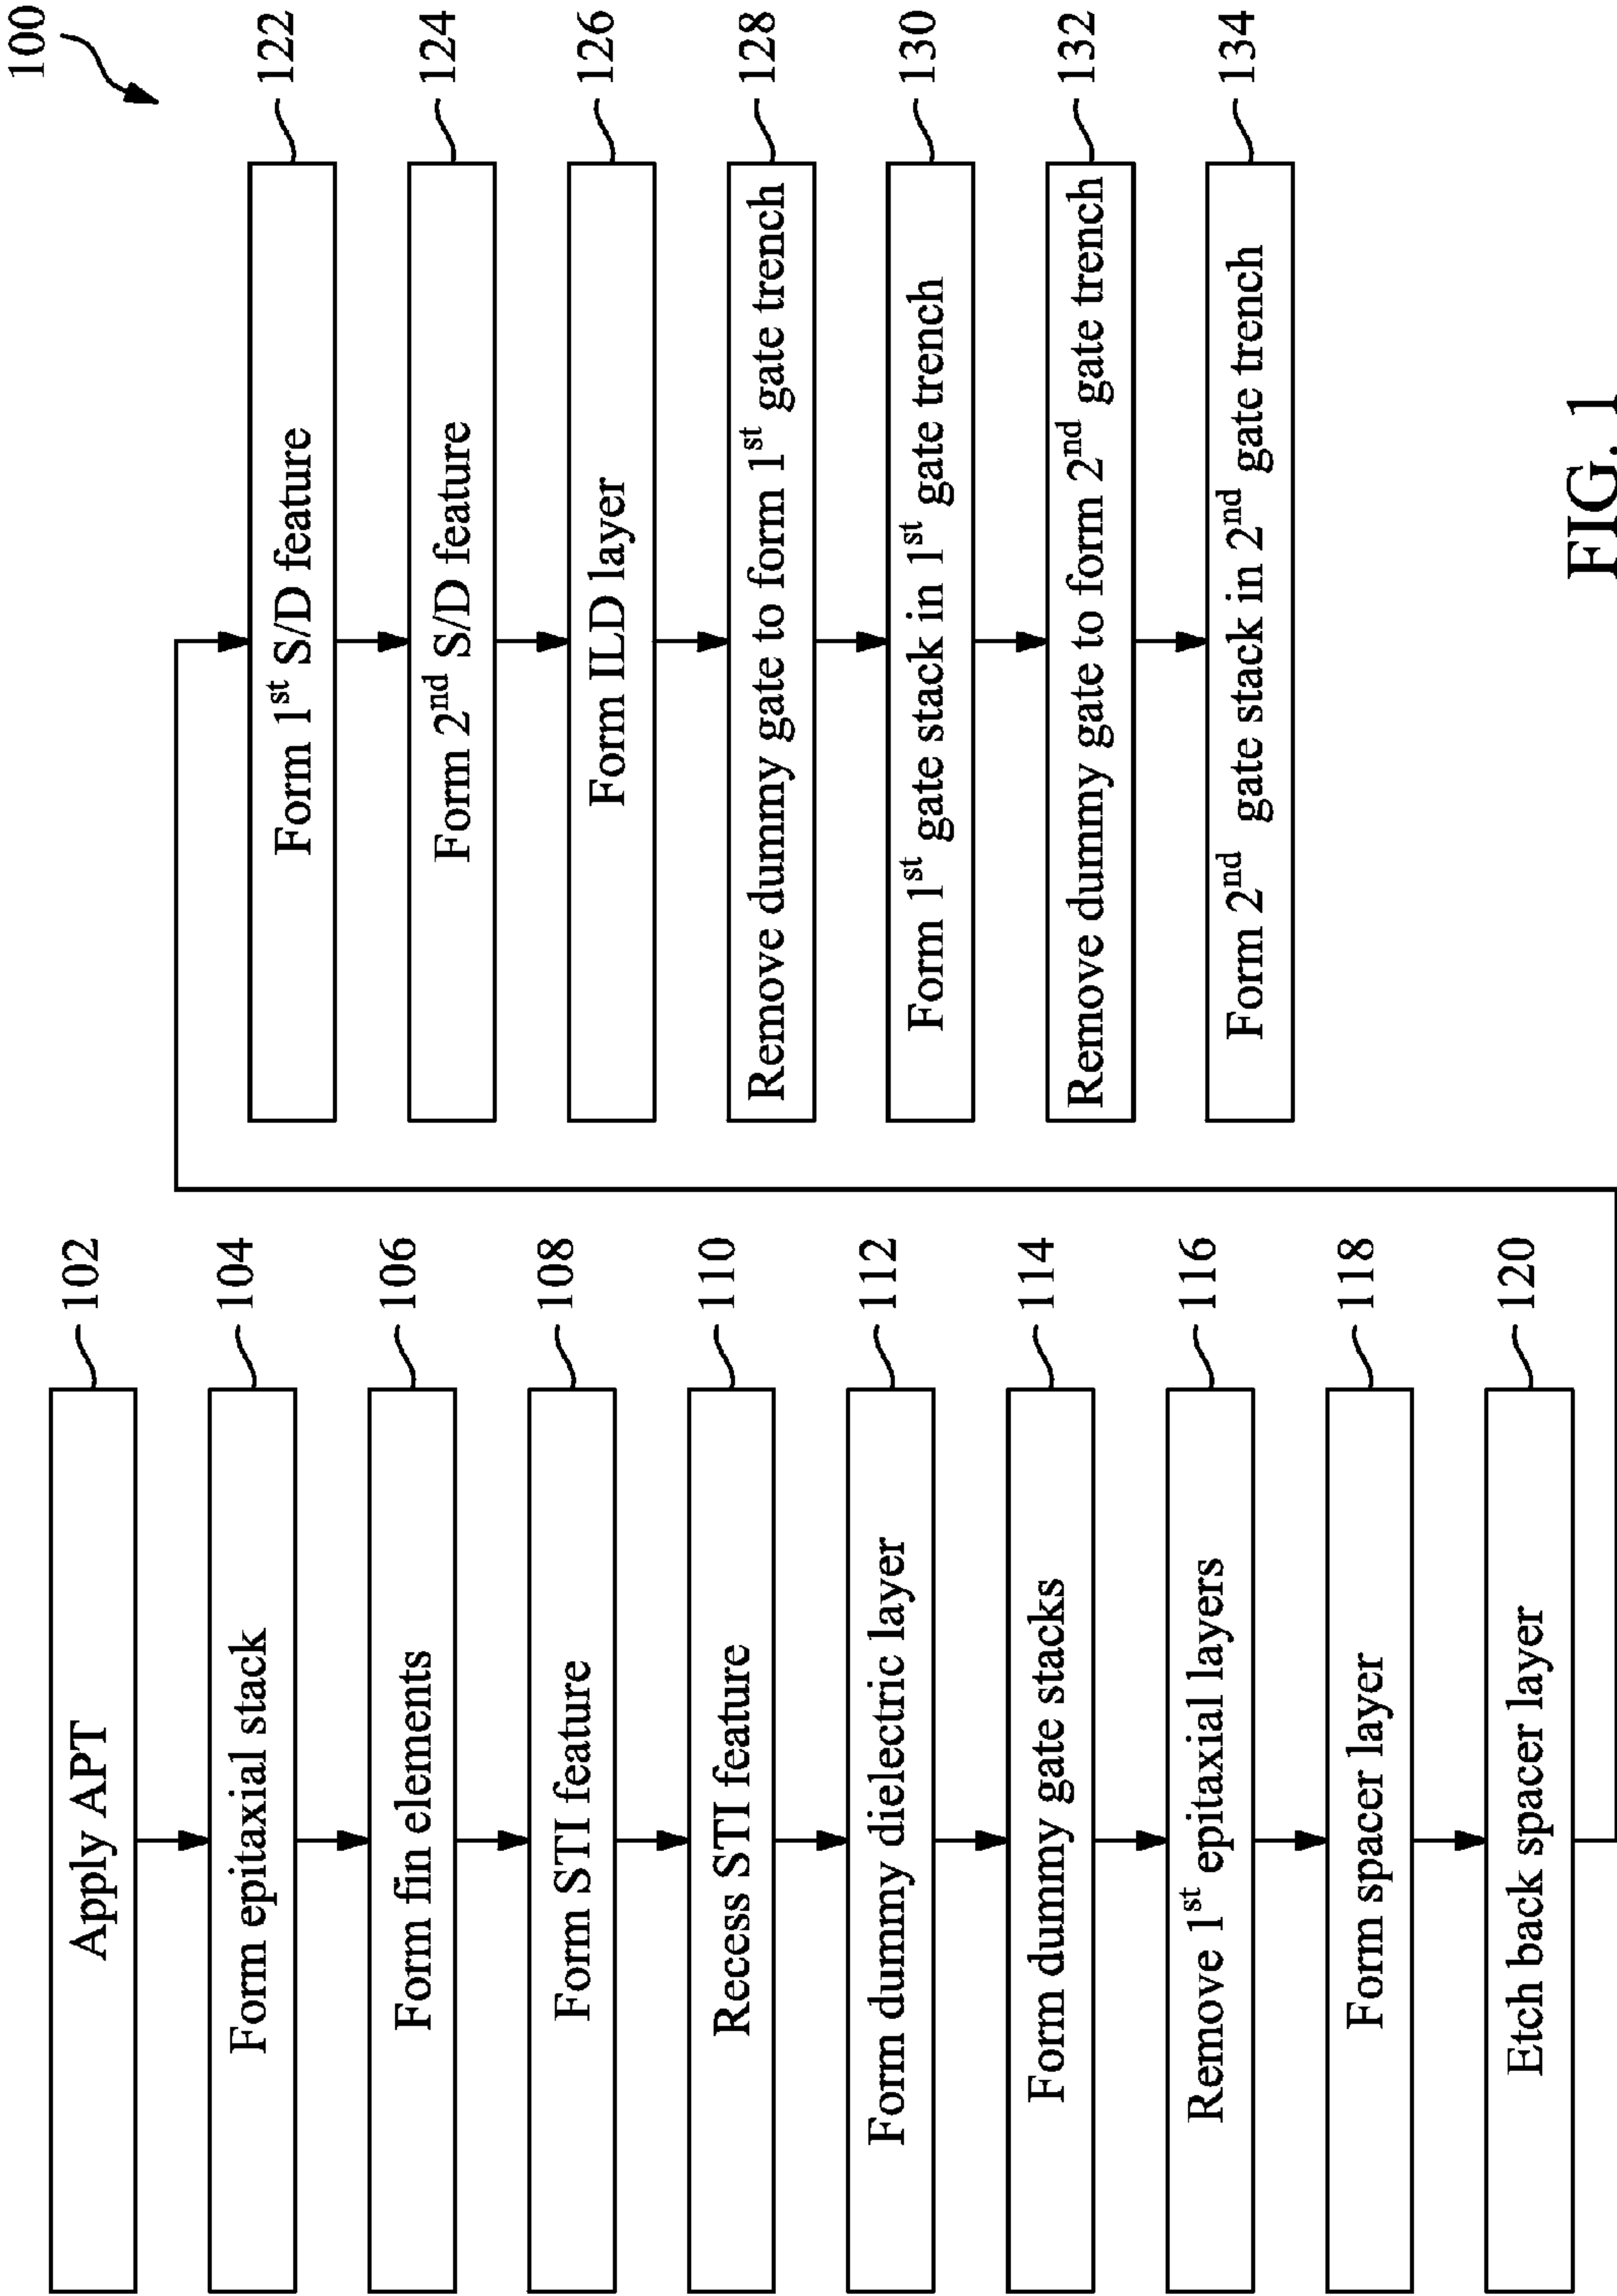 100
Apply APT
102
Form epitaxial stack
104
Form fin elements
106
Form STI feature
108
Recess STI feature
110
Form dummy dielectric layer
112
Form dummy gate stacks
114
Remove 1st epitaxial layers
116
Form spacer layer
118
Etch back spacer layer
120
Form 1st S/D feature
122
Form 2nd S/D feature
124
Form ILD layer
126
Remove dummy gate to form 1st gate trench
128
Form 1st gate stack in 1st gate trench
130
Remove dummy gate to form 2nd gate trench
132
Form 2nd gate stack in 2nd gate trench
134
FIG. 1